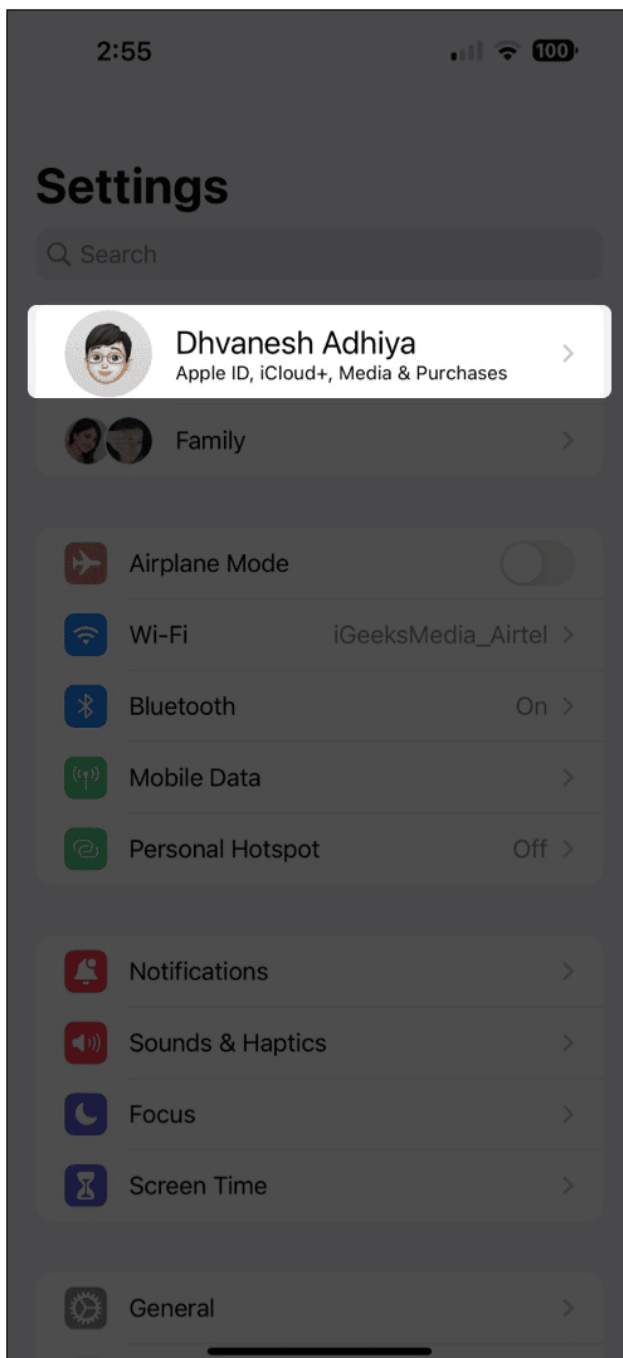 2:55
100
Settings
Search
Dhvanesh Adhiya
Apple ID, iCloud+, Media & Purchases
Family
Airplane Mode
Wi-Fi iGeeksMedia_Airtel
Bluetooth On
Mobile Data
Personal Hotspot Off
Notifications
Sounds & Haptics
Focus
Screen Time
General